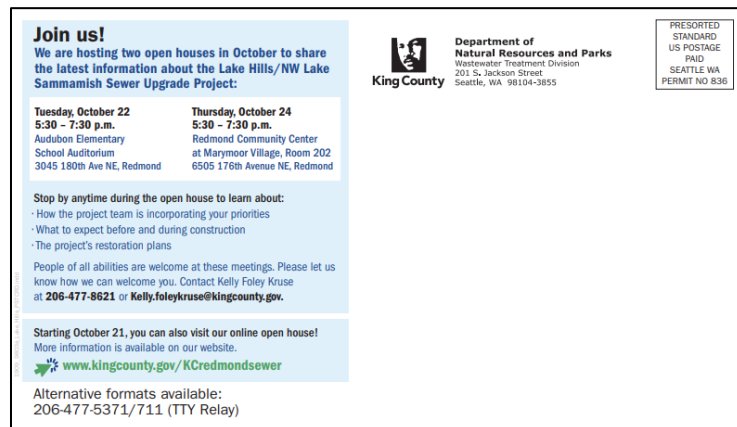 Join us!
We are hosting two open houses in October to share
the latest information about the Lake Hills/NW Lake
Sammamish Sewer Upgrade Project:
Tuesday, October 22
5:30 – 7:30 p.m.
Audubon Elementary
School Auditorium
3045 180th Ave NE, Redmond
Thursday, October 24
5:30 – 7:30 p.m.
Redmond Community Center
at Marymoor Village, Room 202
6505 176th Avenue NE, Redmond
Stop by anytime during the open house to learn about:
· How the project team is incorporating your priorities
· What to expect before and during construction
· The project's restoration plans
People of all abilities are welcome at these meetings. Please let us
know how we can welcome you. Contact Kelly Foley Kruse
at 206-477-8621 or Kelly.foleykruse@kingcounty.gov.
Starting October 21, you can also visit our online open house!
More information is available on our website.
www.kingcounty.gov/KCredmondsewer
Alternative formats available:
206-477-5371/711 (TTY Relay)
King County
Department of
Natural Resources and Parks
Wastewater Treatment Division
201 S. Jackson Street
Seattle, WA 98104-3855
PRESORTED
STANDARD
US POSTAGE
PAID
SEATTLE WA
PERMIT NO 836